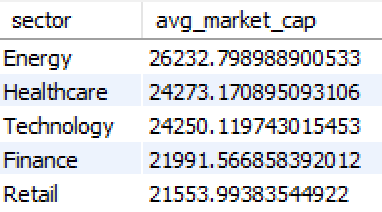 sector avg_market_cap
Energy 26232.798988900533
Healthcare 24273.170895093106
Technology 24250.119743015453
Finance 21991.566858392012
Retail 21553.99383544922